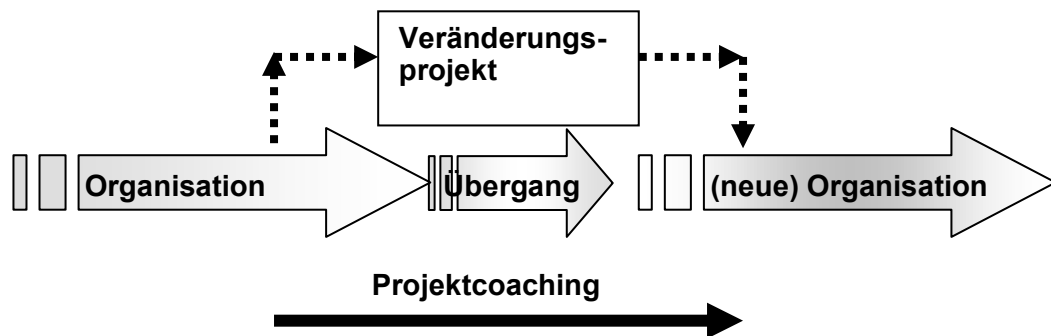 Veränderungs-
projekt
Organisation
Übergang
(neue) Organisation
Projektcoaching